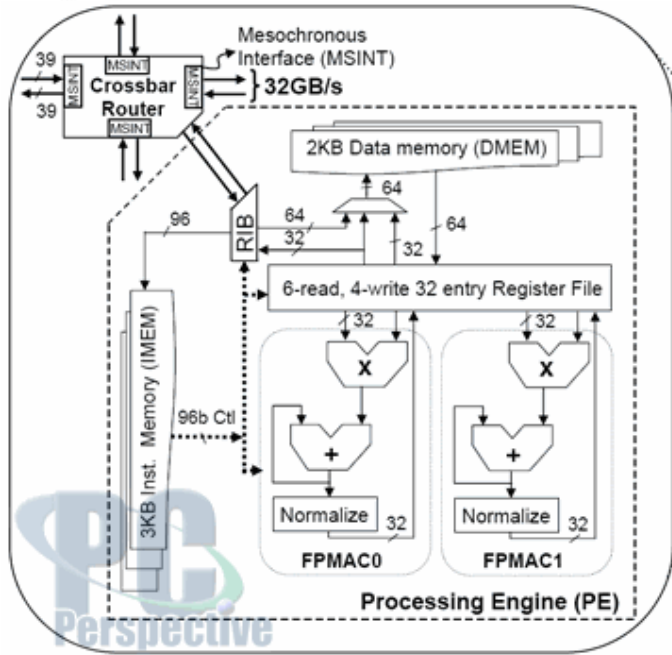 Mesochronous
Interface (MSINT)
39
39
MSINT
MSINT
MSINT
MSINT
Crossbar
Router
32GB/s
2KB Data memory (DMEM)
64
96
64
32
32
64
RIB
6-read, 4-write 32 entry Register File
32
32
x
x
3KB Inst. Memory (IMEM)
96b Ctl
+
+
Normalize
32
Normalize
32
FPMAC0
FPMAC1
Processing Engine (PE)
PC
Perspective